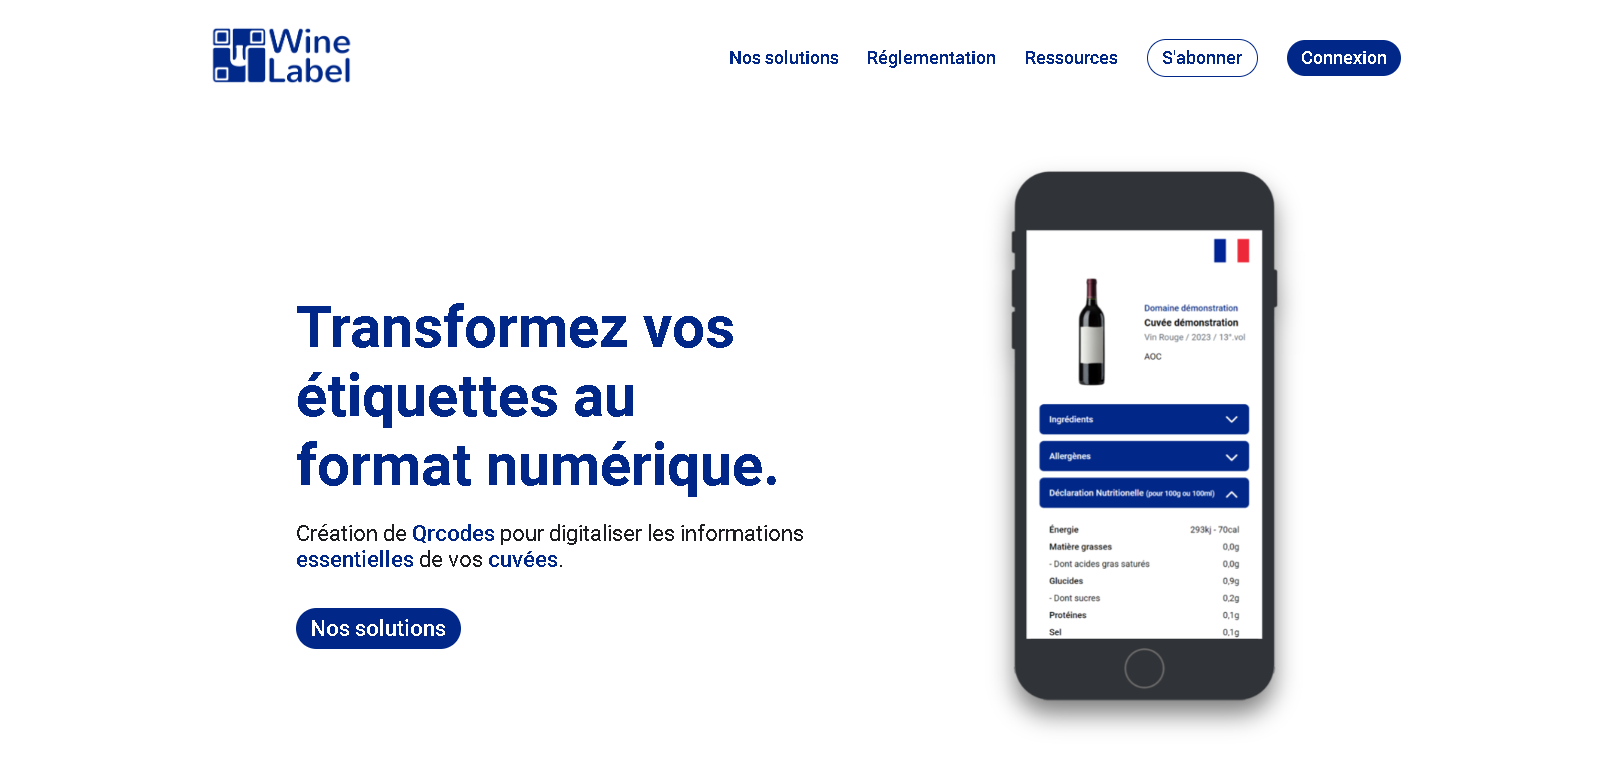 Wine
Label
Nos solutions
Réglementation
Ressources
S'abonner
Connexion
Transformez vos
étiquettes au
format numérique.
Création de Qrcodes pour digitaliser les informations
essentielles de vos cuvées.
Nos solutions
Domaine démonstration
Cuvée démonstration
Vin Rouge / 2023 / 13°.vol
AOC
Ingrédients
Allergènes
Déclaration Nutritionelle (pour 100g ou 100ml)
Énergie 293kj - 70cal
Matière grasses 0,0g
- Dont acides gras saturés 0,0g
Glucides 0,9g
- Dont sucres 0,2g
Protéines 0,1g
Sel 0,1g